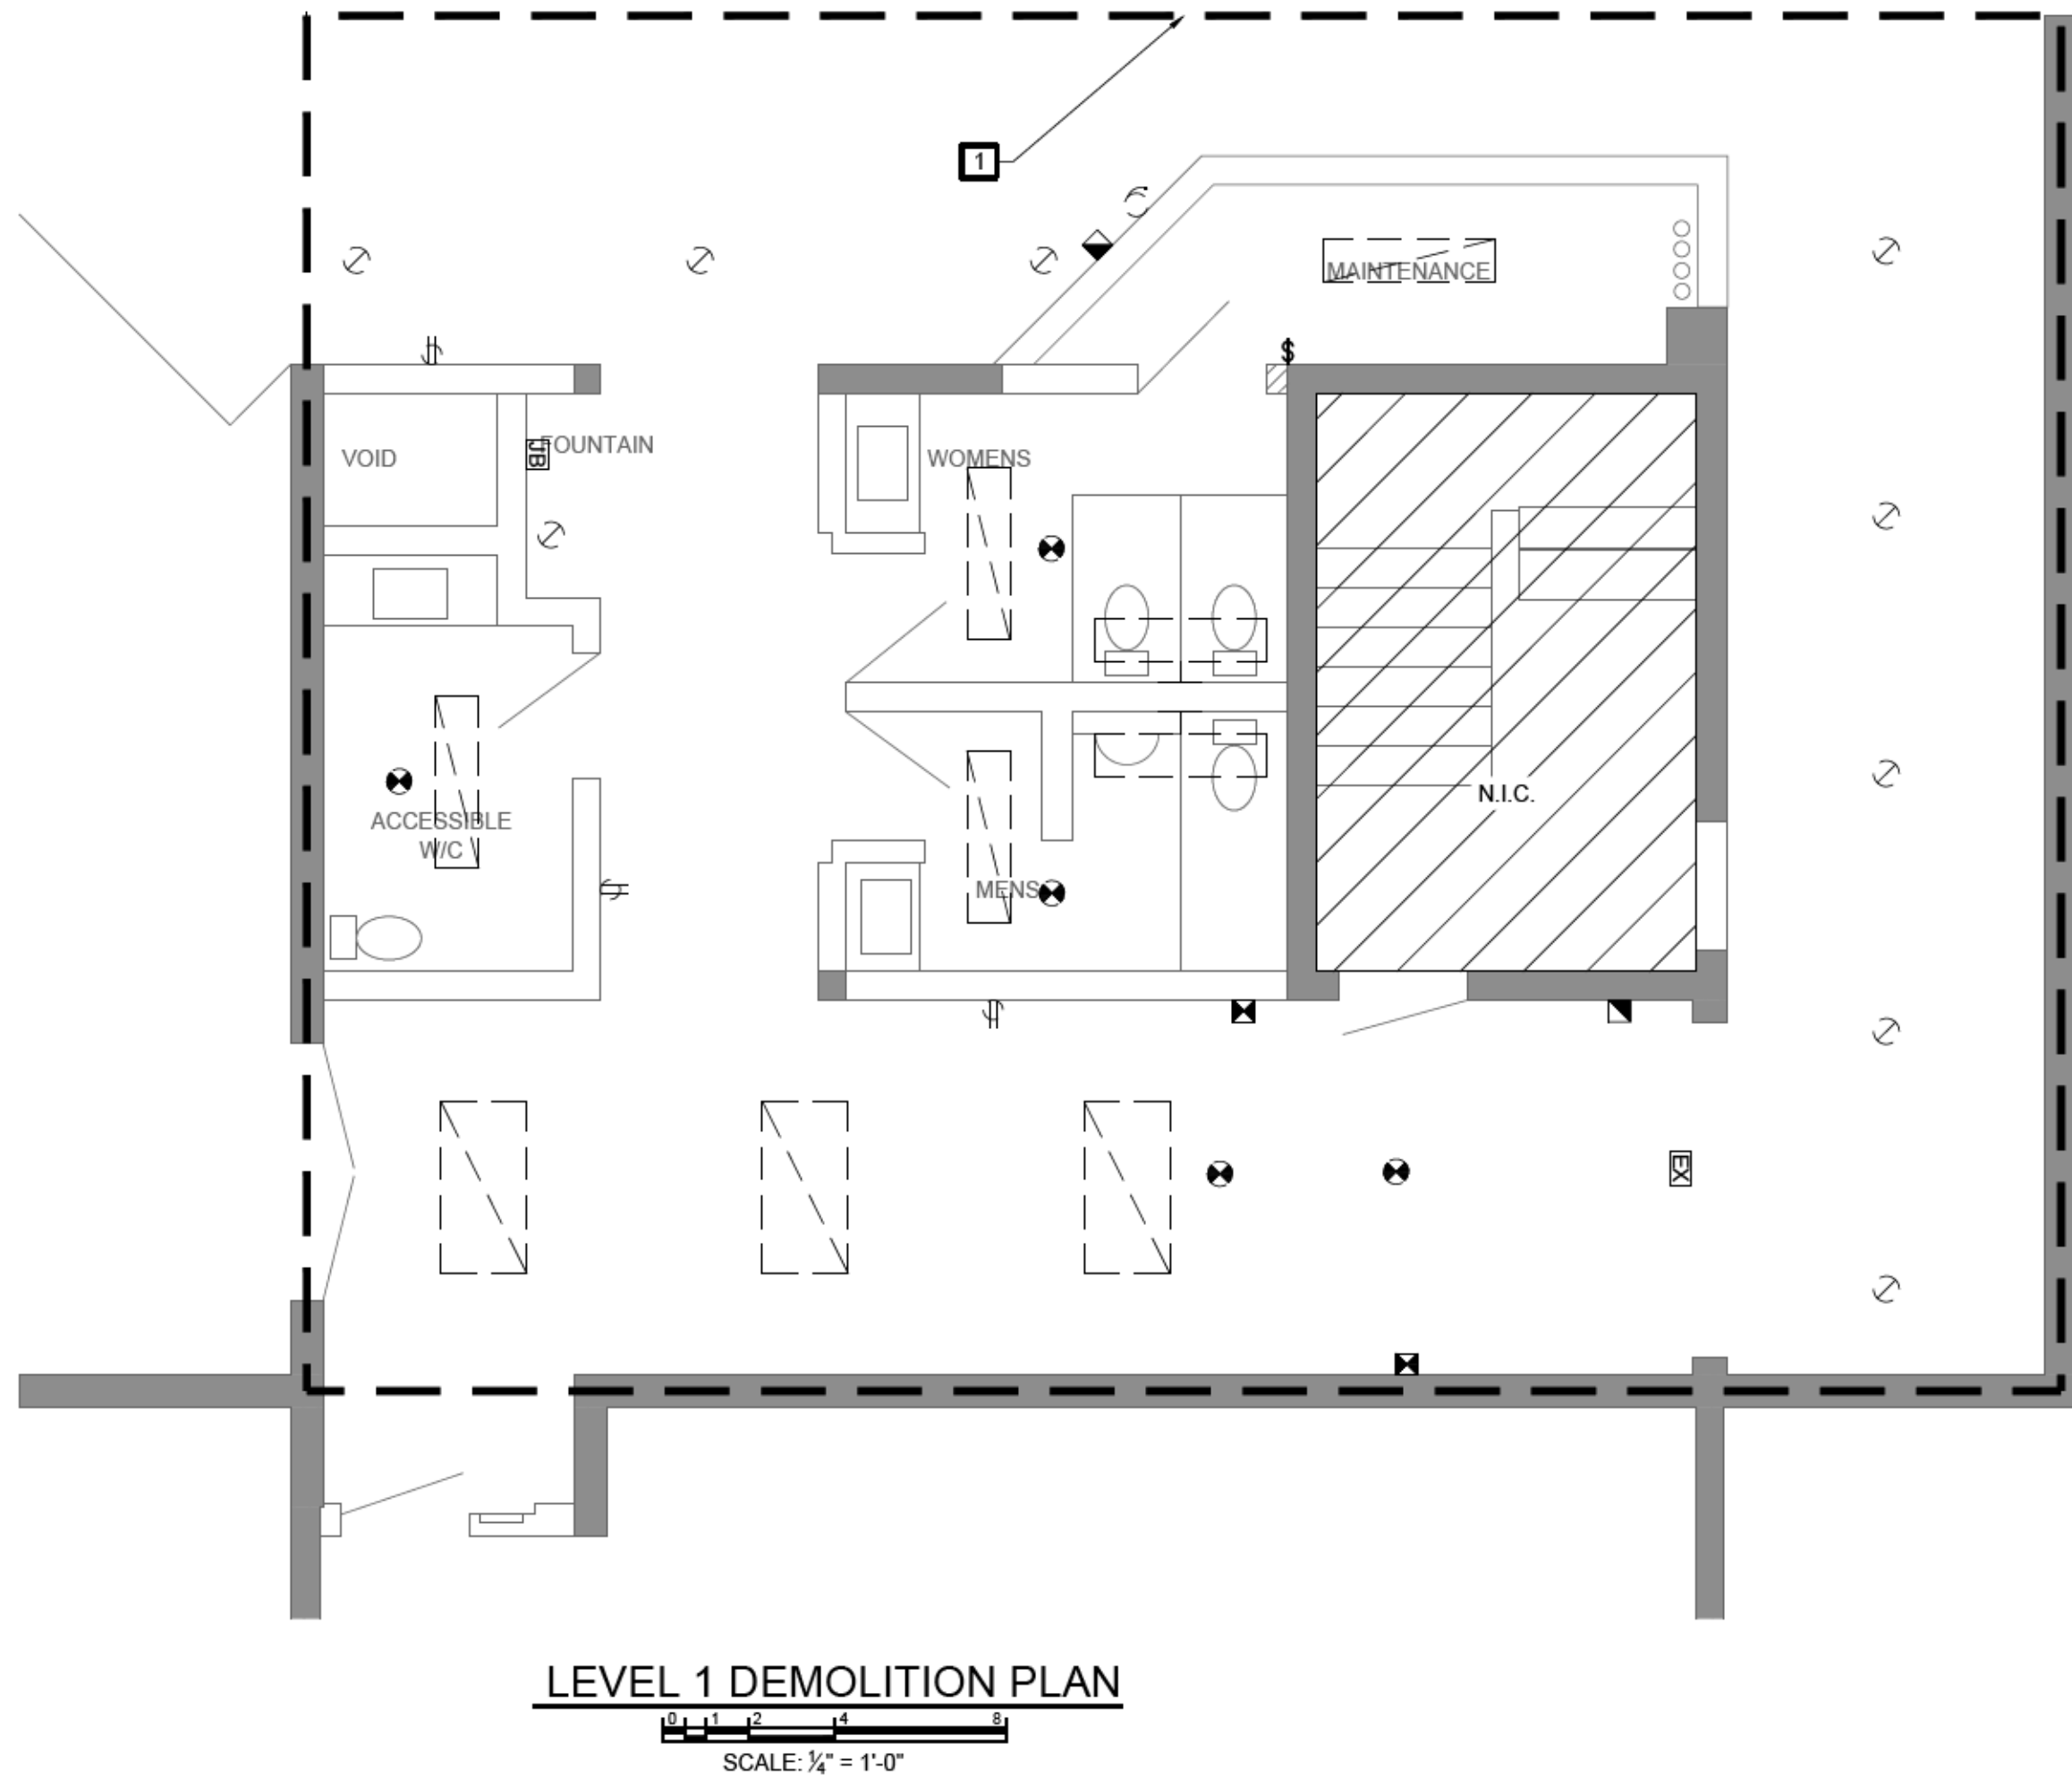 1
MAINTENANCE
$
VOID
JB
FOUNTAIN
WOMENS
N.I.C.
ACCESSIBLE
W/C
MENS
EX
LEVEL 1 DEMOLITION PLAN
0 1 2 4 8
SCALE: ¼" = 1'-0"